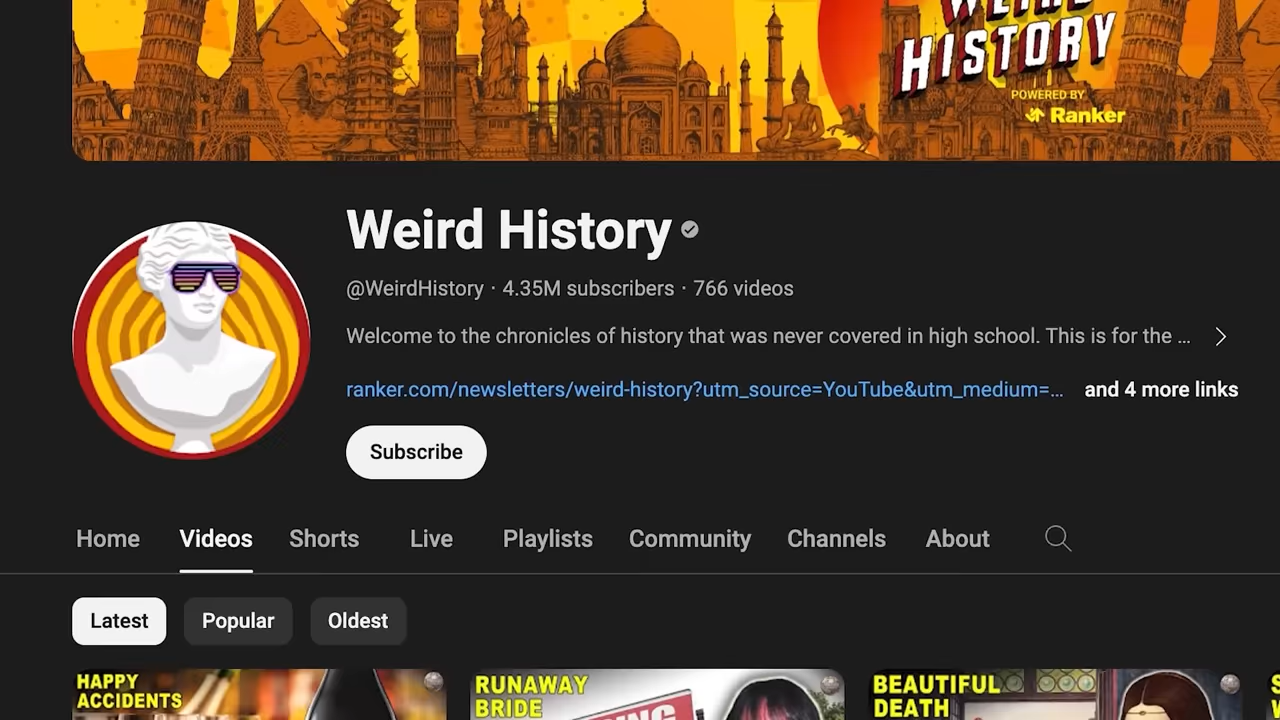 WEIRD
HISTORY
POWERED BY
Ranker
Weird History
@WeirdHistory · 4.35M subscribers · 766 videos
Welcome to the chronicles of history that was never covered in high school. This is for the ...
ranker.com/newsletters/weird-history?utm_source=YouTube&utm_medium=... and 4 more links
Subscribe
Home Videos Shorts Live Playlists Community Channels About
Latest Popular Oldest
HAPPY
ACCIDENTS
RUNAWAY
BRIDE
BEAUTIFUL
DEATH